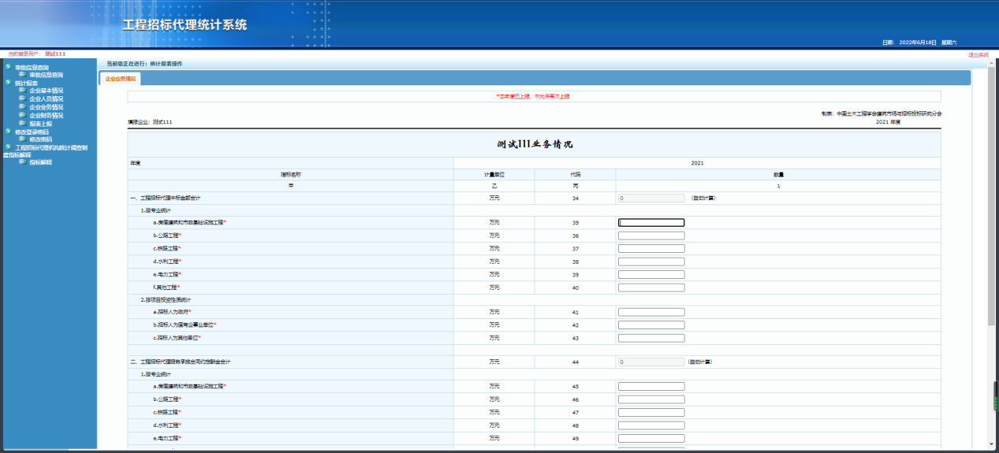 工程招标代理统计系统
日期: 2022年6月18日 星期六
当前登录用户: 测试111
退出系统
审批信息查询
审批信息查询
统计报表
企业基本情况
企业人员情况
企业业务情况
企业财务情况
报表上报
修改登录密码
修改密码
工程招标代理机构统计调查制
度指标解释
指标解释
当前您正在进行: 统计报表操作
企业业务情况
*本年度已上报, 不允许再次上报
制表: 中国土木工程学会建筑市场与招标投标研究分会
填报企业: 测试111
2021 年度
测试111业务情况
年度 2021
指标名称 计量单位 代码 数量
甲 乙 丙 1
一、工程招标代理中标金额合计 万元 34 0 (自动计算)
1.按专业统计
a.房屋建筑和市政基础设施工程* 万元 35
b.公路工程* 万元 36
c.铁路工程* 万元 37
d.水利工程* 万元 38
e.电力工程* 万元 39
f.其他工程* 万元 40
2.按项目投资性质统计
a.招标人为政府* 万元 41
b.招标人为国有企事业单位* 万元 42
c.招标人为其他单位* 万元 43
二、工程招标代理服务承揽合同约定酬金合计 万元 44 0 (自动计算)
1.按专业统计
a.房屋建筑和市政基础设施工程* 万元 45
b.公路工程* 万元 46
c.铁路工程* 万元 47
d.水利工程* 万元 48
e.电力工程* 万元 49